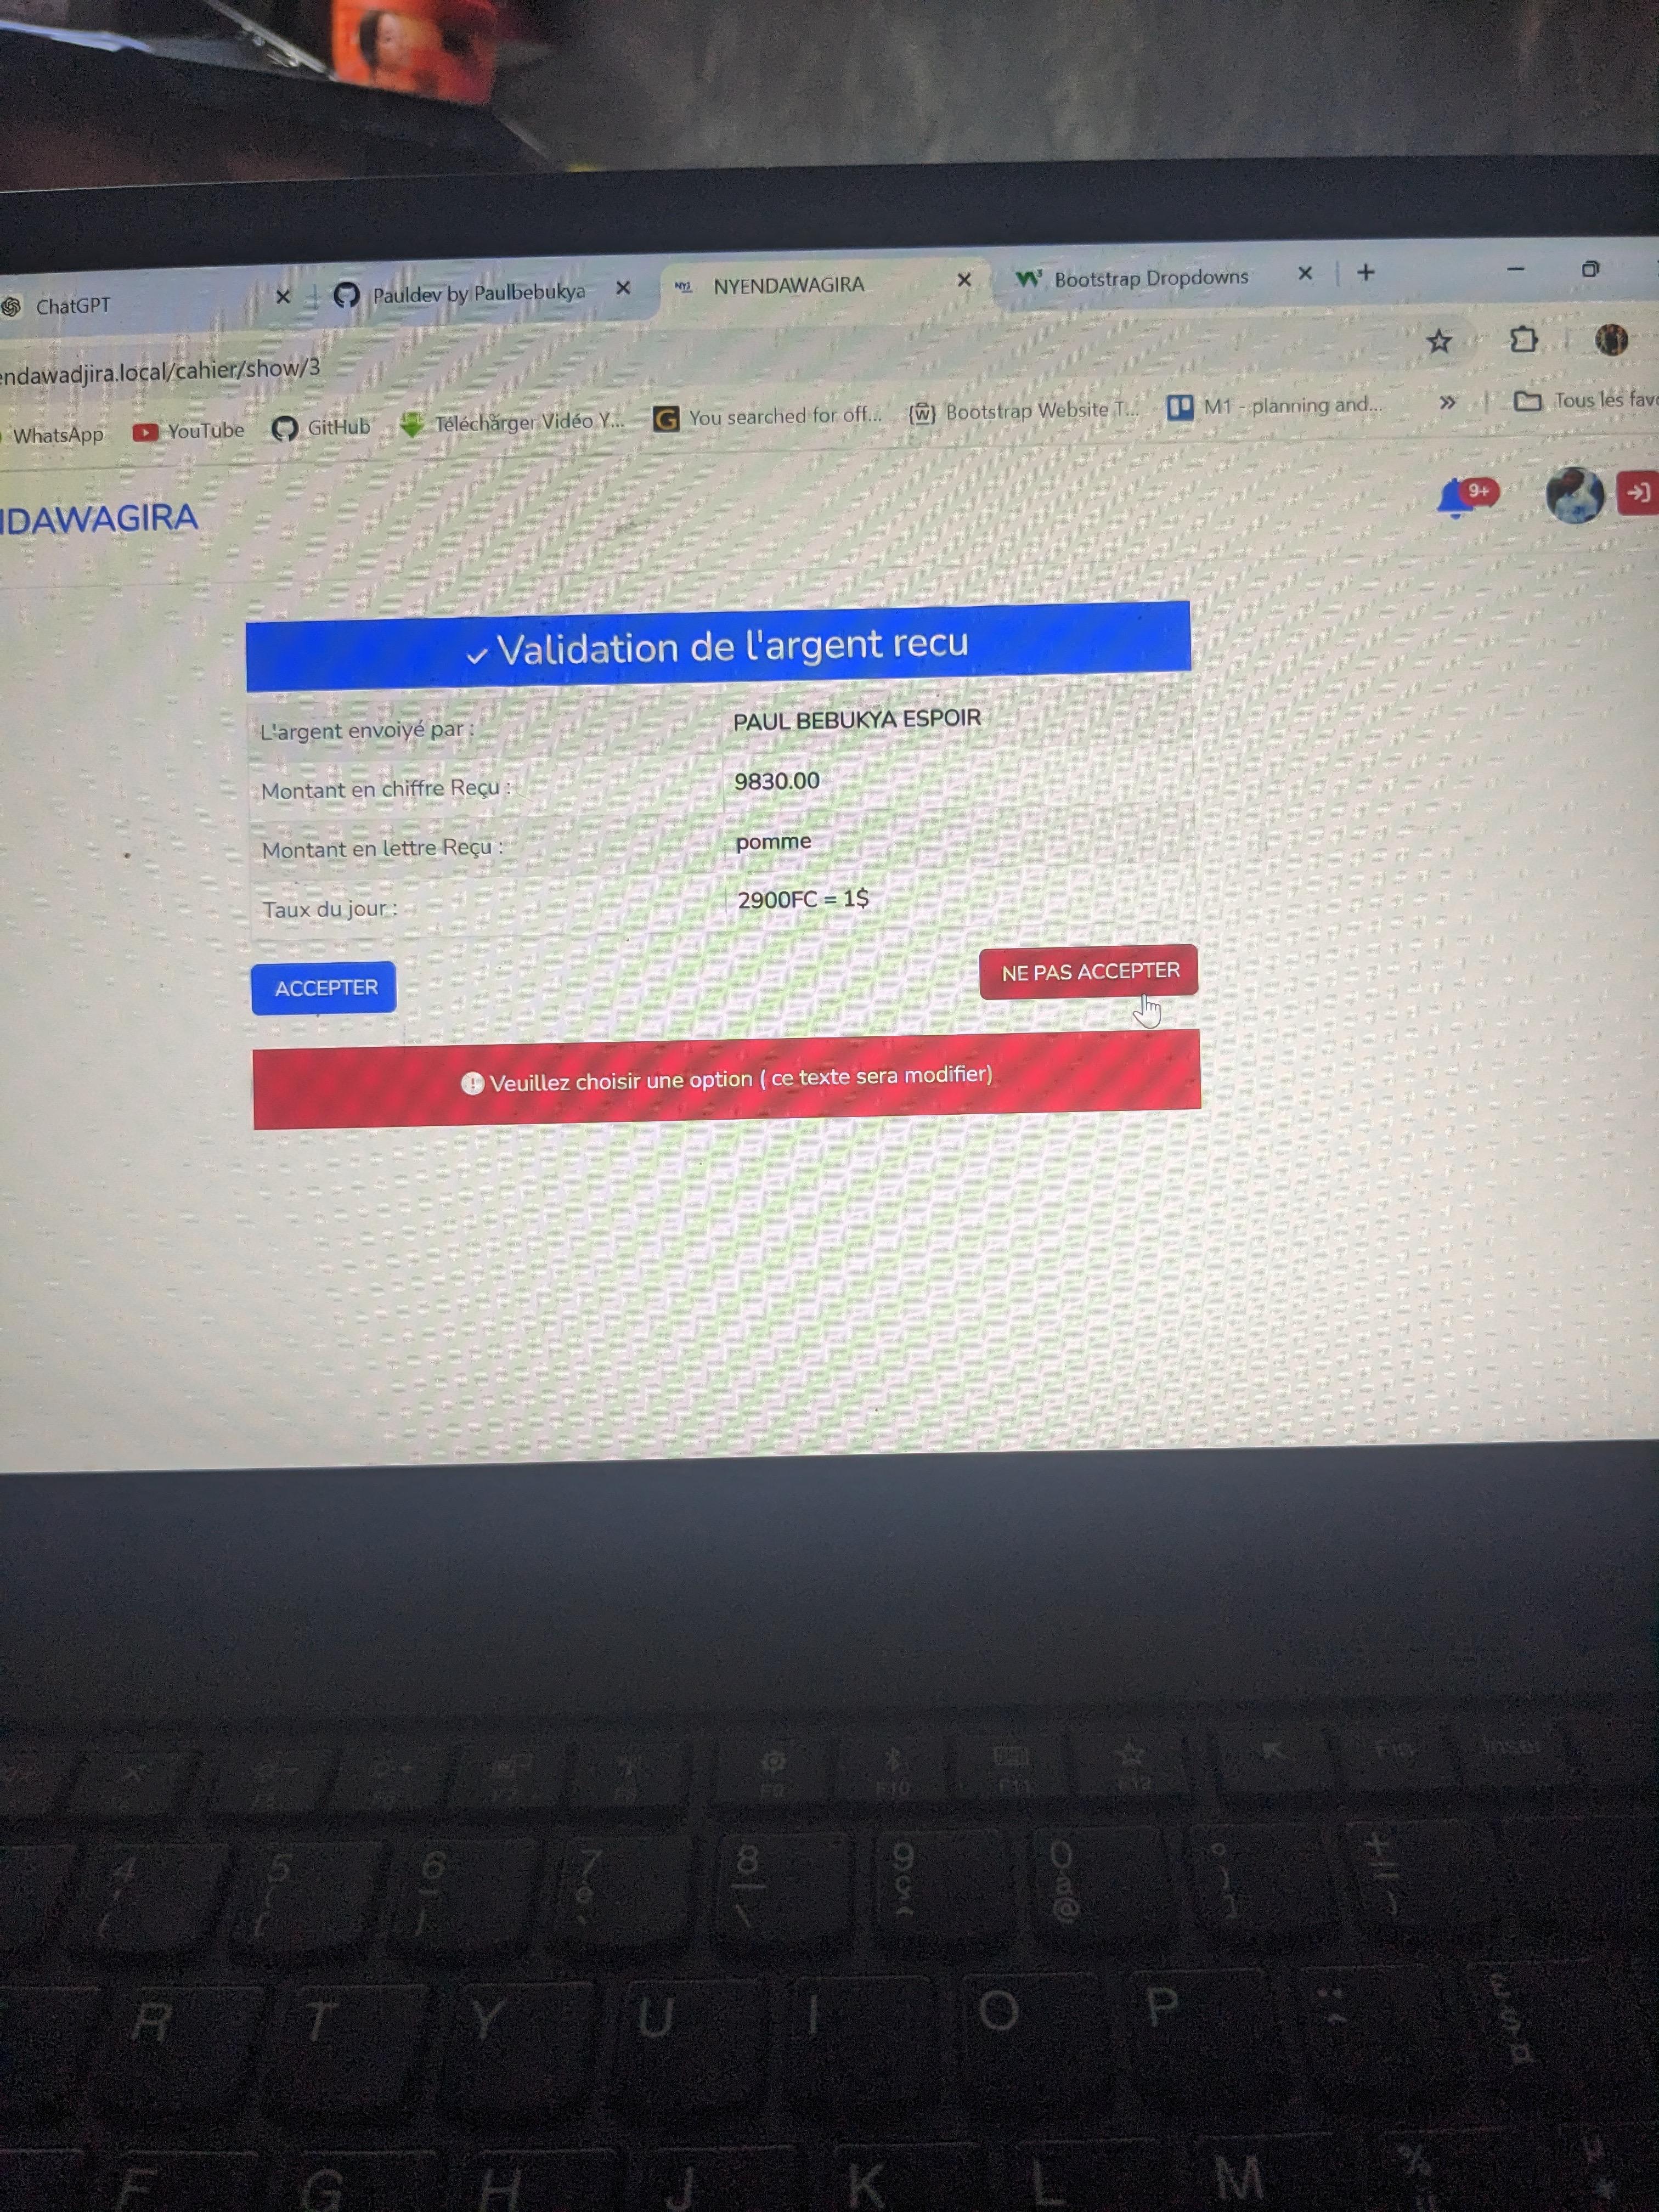 ChatGPT
Pauldev by Paulbebukya
NYENDAWAGIRA
Bootstrap Dropdowns
endawadjira.local/cahier/show/3
WhatsApp YouTube GitHub Télécharger Vidéo Y... You searched for off... Bootstrap Website T... M1 - planning and... Tous les favo
NDAWAGIRA
9+
Validation de l'argent recu
L'argent envoiyé par : PAUL BEBUKYA ESPOIR
Montant en chiffre Reçu : 9830.00
Montant en lettre Reçu : pomme
Taux du jour : 2900FC = 1$
ACCEPTER NE PAS ACCEPTER
Veuillez choisir une option ( ce texte sera modifier)
Fin Inser
F9 F10 F11 F12
4 5 6 7 8 9 0 ° +
R T Y U I O P
F G H J K L M %